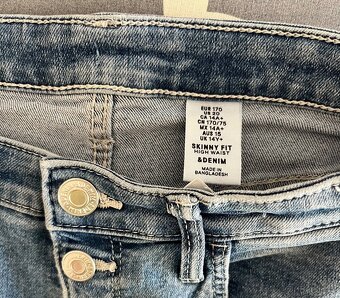 EUR 170
US 20
CA 14A+
CN 170/75
MX 14A+
AUS 15
UK 14Y+
SKINNY FIT
HIGH WAIST
&DENIM
MADE IN
BANGLADESH